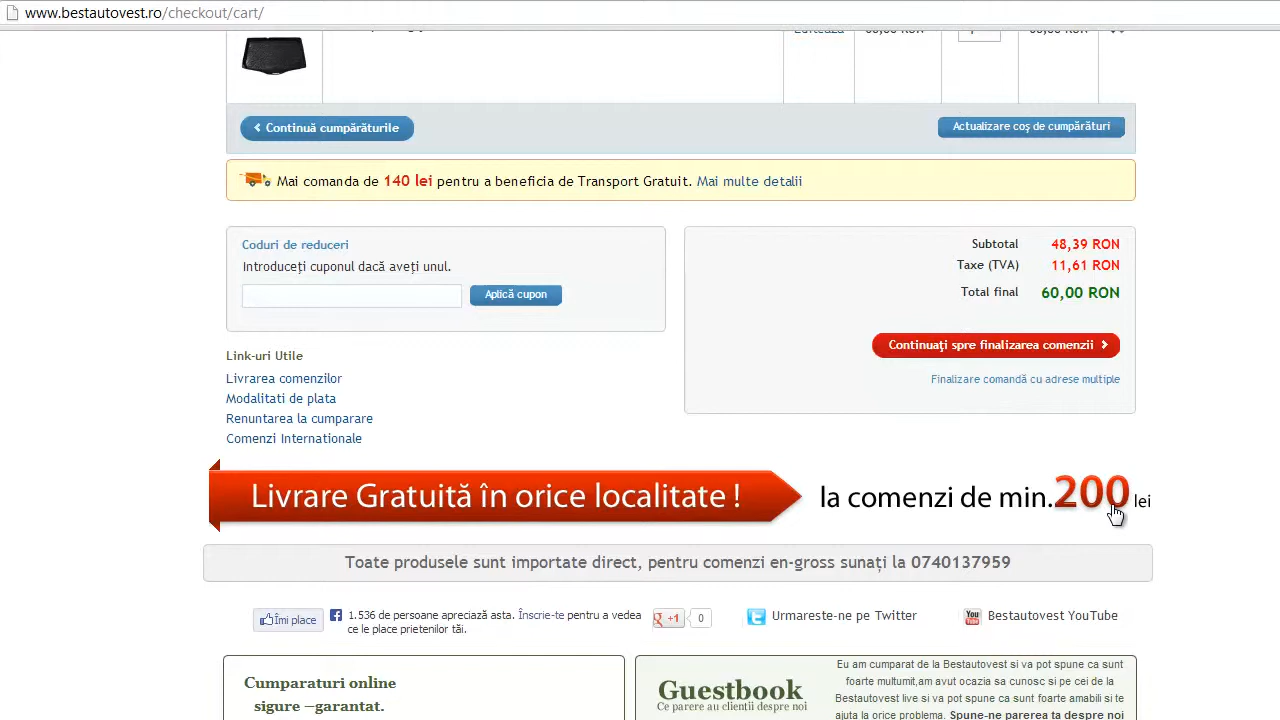 www.bestautovest.ro/checkout/cart/
Editează
Continuă cumpărăturile
Actualizare coş de cumpărături
Mai comanda de 140 lei pentru a beneficia de Transport Gratuit. Mai multe detalii
Coduri de reduceri
Introduceţi cuponul dacă aveţi unul.
Aplică cupon
Subtotal 48,39 RON
Taxe (TVA) 11,61 RON
Total final 60,00 RON
Continuaţi spre finalizarea comenzii
Finalizare comandă cu adrese multiple
Link-uri Utile
Livrarea comenzilor
Modalitati de plata
Renuntarea la cumparare
Comenzi Internationale
Livrare Gratuită în orice localitate ! la comenzi de min.200 lei
Toate produsele sunt importate direct, pentru comenzi en-gross sunaţi la 0740137959
Îmi place
1.536 de persoane apreciază asta. Înscrie-te pentru a vedea
ce le place prietenilor tăi.
g +1 0
Urmareste-ne pe Twitter
You Bestautovest YouTube
Cumparaturi online
sigure –garantat.
Guestbook
Ce parere au clientii despre noi
Eu am cumparat de la Bestautovest si va pot spune ca sunt
foarte multumit,am avut ocazia sa cunosc si pe cei de la
Bestautovest live si va pot spune ca sunt foarte amabili si te
ajuta la orice problema. Spune-ne parerea ta despre noi